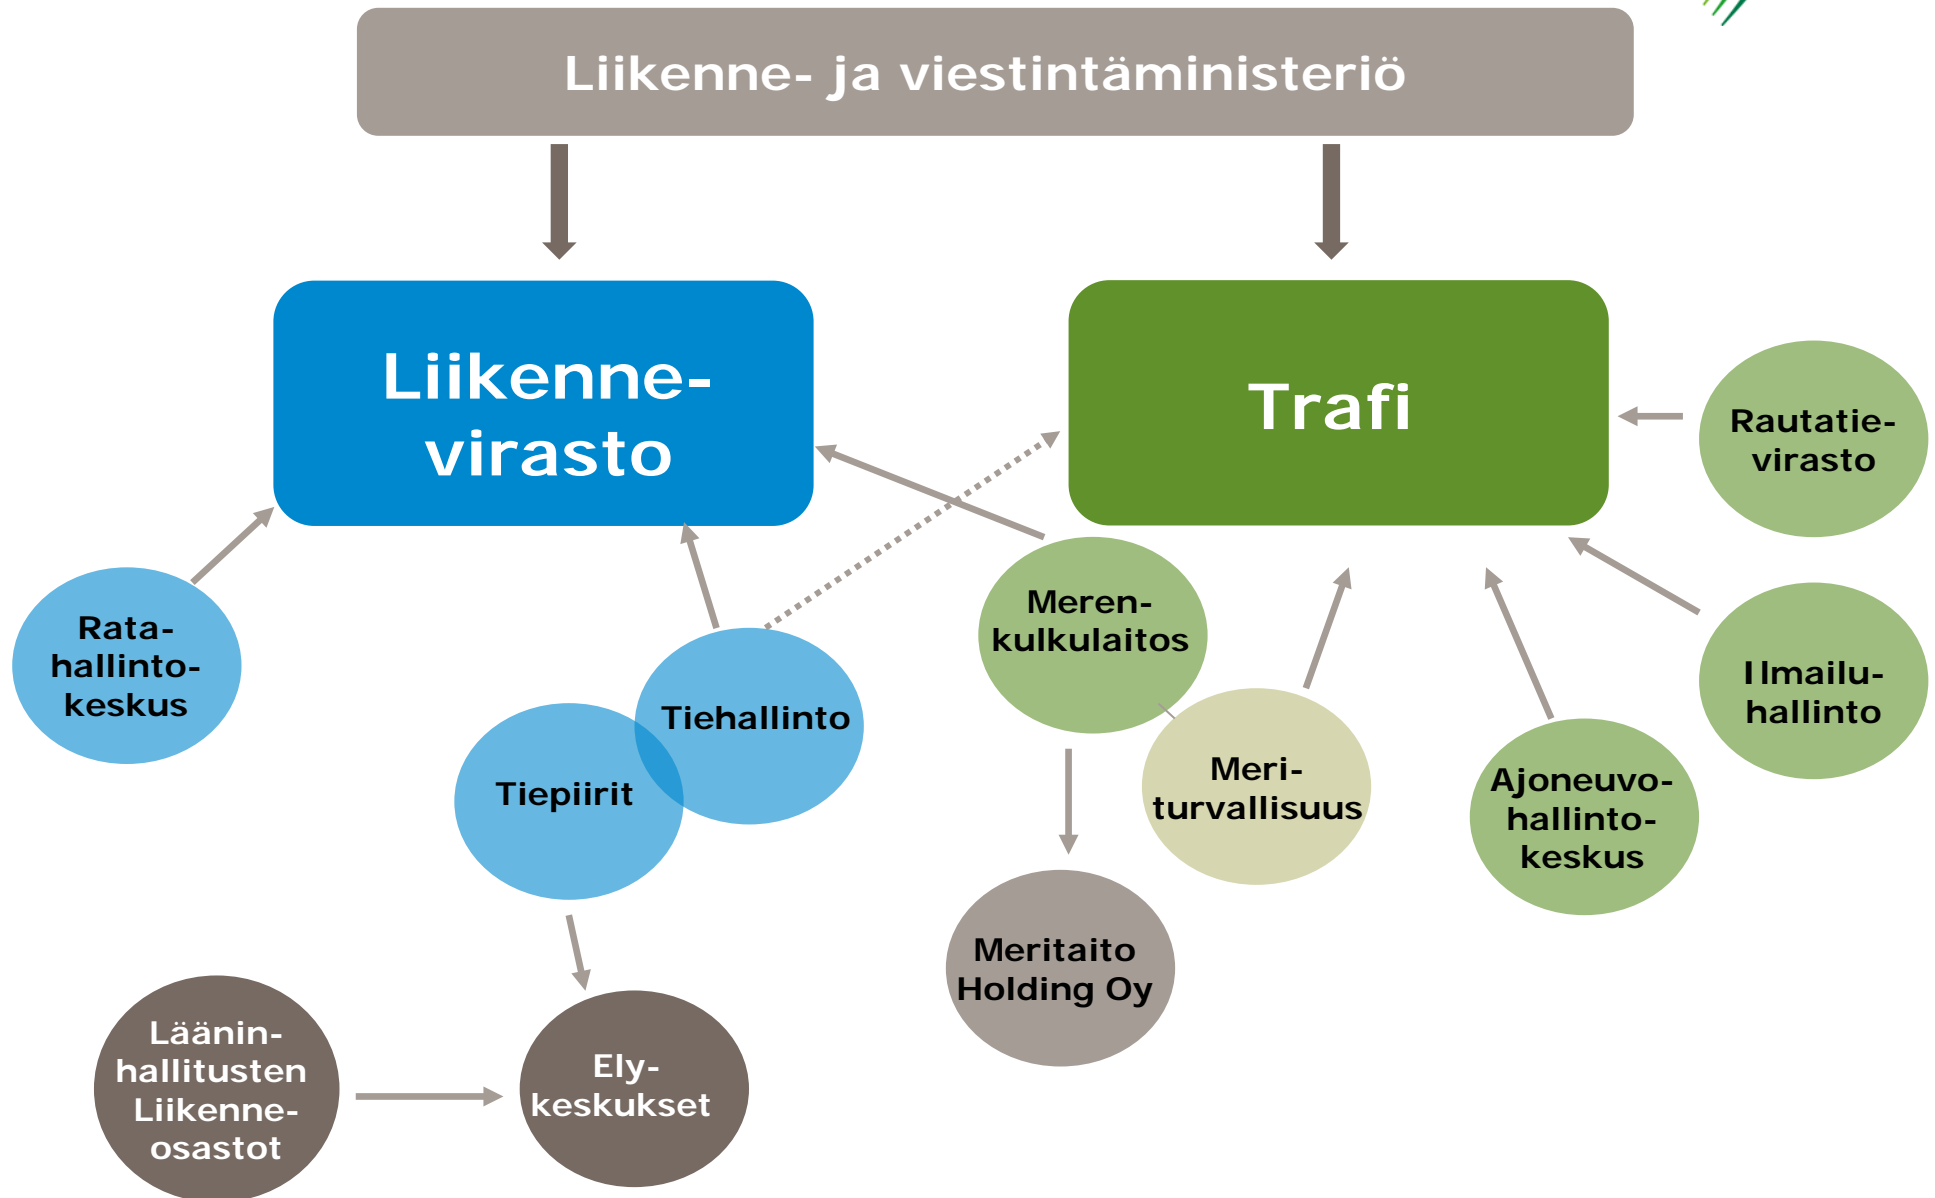 Liikenne- ja viestintäministeriö
Liikenne-
virasto
Trafi
Rautatie-
virasto
Rata-
hallinto-
keskus
Tiehallinto
Tiepiirit
Meren-
kulkulaitos
Meri-
turvallisuus
Ilmailu-
hallinto
Ajoneuvo-
hallinto-
keskus
Meritaito
Holding Oy
Läänin-
hallitusten
Liikenne-
osastot
Ely-
keskukset